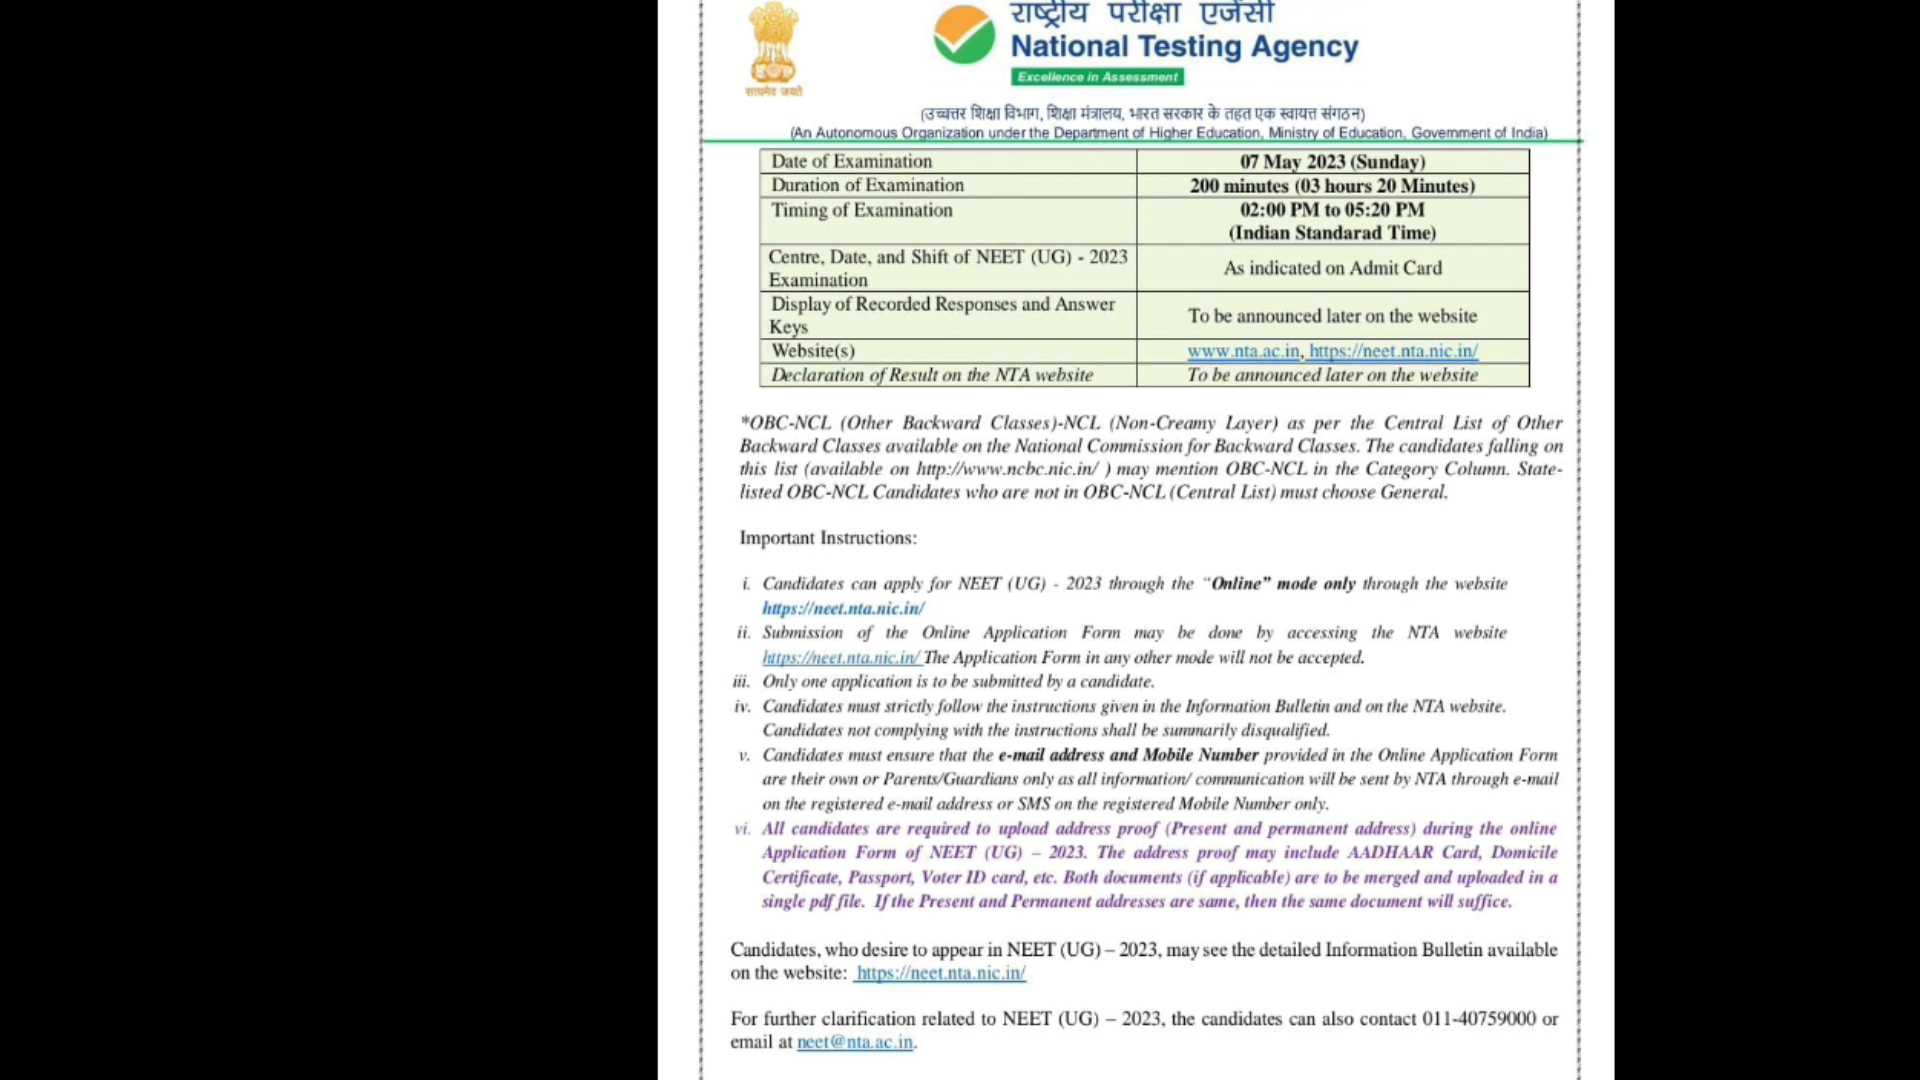 राष्ट्रीय परीक्षा एजेंसी
National Testing Agency
Excellence in Assessment
सत्यमेव जयते
(उच्चतर शिक्षा विभाग, शिक्षा मंत्रालय, भारत सरकार के तहत एक स्वायत्त संगठन)
(An Autonomous Organization under the Department of Higher Education, Ministry of Education, Government of India)
Date of Examination 07 May 2023 (Sunday)
Duration of Examination 200 minutes (03 hours 20 Minutes)
Timing of Examination 02:00 PM to 05:20 PM
(Indian Standarad Time)
Centre, Date, and Shift of NEET (UG) - 2023
Examination As indicated on Admit Card
Display of Recorded Responses and Answer
Keys To be announced later on the website
Website(s) www.nta.ac.in, https://neet.nta.nic.in/
Declaration of Result on the NTA website To be announced later on the website
*OBC-NCL (Other Backward Classes)-NCL (Non-Creamy Layer) as per the Central List of Other
Backward Classes available on the National Commission for Backward Classes. The candidates falling on
this list (available on http://www.ncbc.nic.in/ ) may mention OBC-NCL in the Category Column. State-
listed OBC-NCL Candidates who are not in OBC-NCL (Central List) must choose General.
Important Instructions:
i. Candidates can apply for NEET (UG) - 2023 through the “Online” mode only through the website
https://neet.nta.nic.in/
ii. Submission of the Online Application Form may be done by accessing the NTA website
https://neet.nta.nic.in/ The Application Form in any other mode will not be accepted.
iii. Only one application is to be submitted by a candidate.
iv. Candidates must strictly follow the instructions given in the Information Bulletin and on the NTA website.
Candidates not complying with the instructions shall be summarily disqualified.
v. Candidates must ensure that the e-mail address and Mobile Number provided in the Online Application Form
are their own or Parents/Guardians only as all information/ communication will be sent by NTA through e-mail
on the registered e-mail address or SMS on the registered Mobile Number only.
vi. All candidates are required to upload address proof (Present and permanent address) during the online
Application Form of NEET (UG) – 2023. The address proof may include AADHAAR Card, Domicile
Certificate, Passport, Voter ID card, etc. Both documents (if applicable) are to be merged and uploaded in a
single pdf file. If the Present and Permanent addresses are same, then the same document will suffice.
Candidates, who desire to appear in NEET (UG) – 2023, may see the detailed Information Bulletin available
on the website: https://neet.nta.nic.in/
For further clarification related to NEET (UG) – 2023, the candidates can also contact 011-40759000 or
email at neet@nta.ac.in.